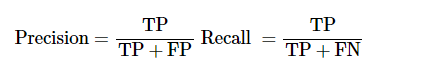 Precision = TP / (TP + FP) Recall = TP / (TP + FN)